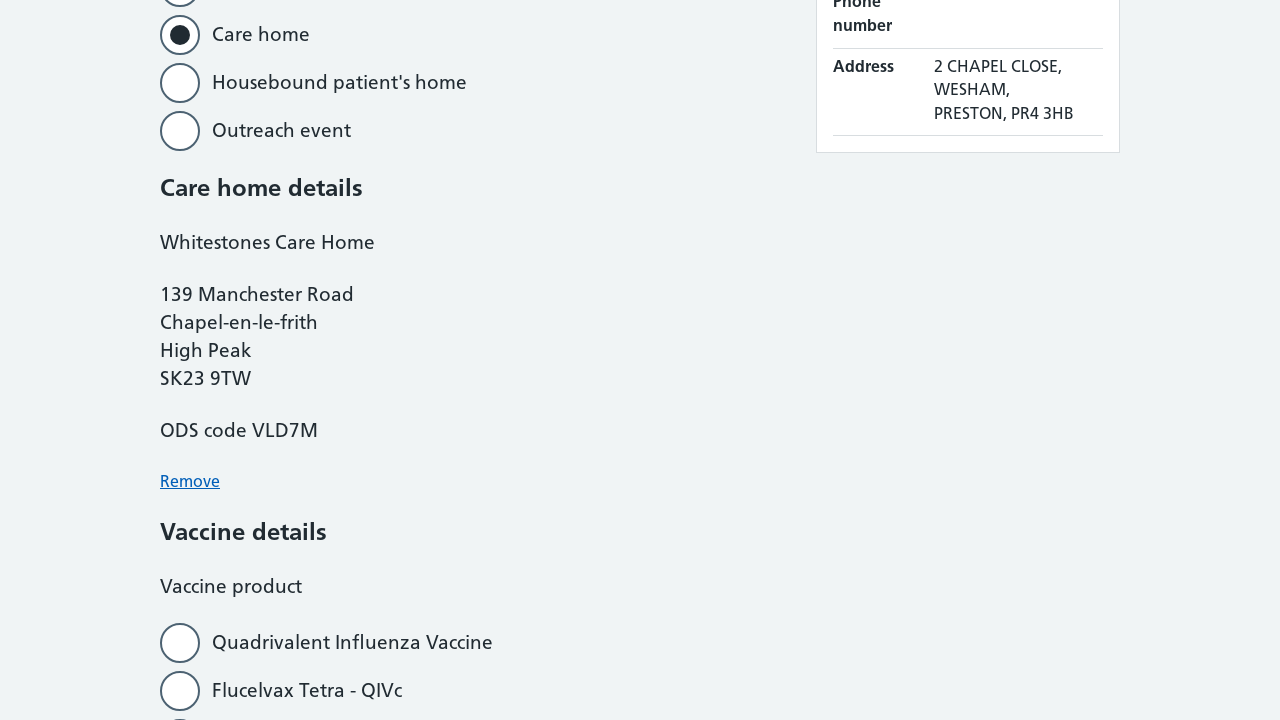 Care home
Housebound patient's home
Outreach event
Care home details
Whitestones Care Home
139 Manchester Road
Chapel-en-le-frith
High Peak
SK23 9TW
ODS code VLD7M
Remove
Vaccine details
Vaccine product
Quadrivalent Influenza Vaccine
Flucelvax Tetra - QIVc
Phone
number
Address 2 CHAPEL CLOSE,
WESHAM,
PRESTON, PR4 3HB